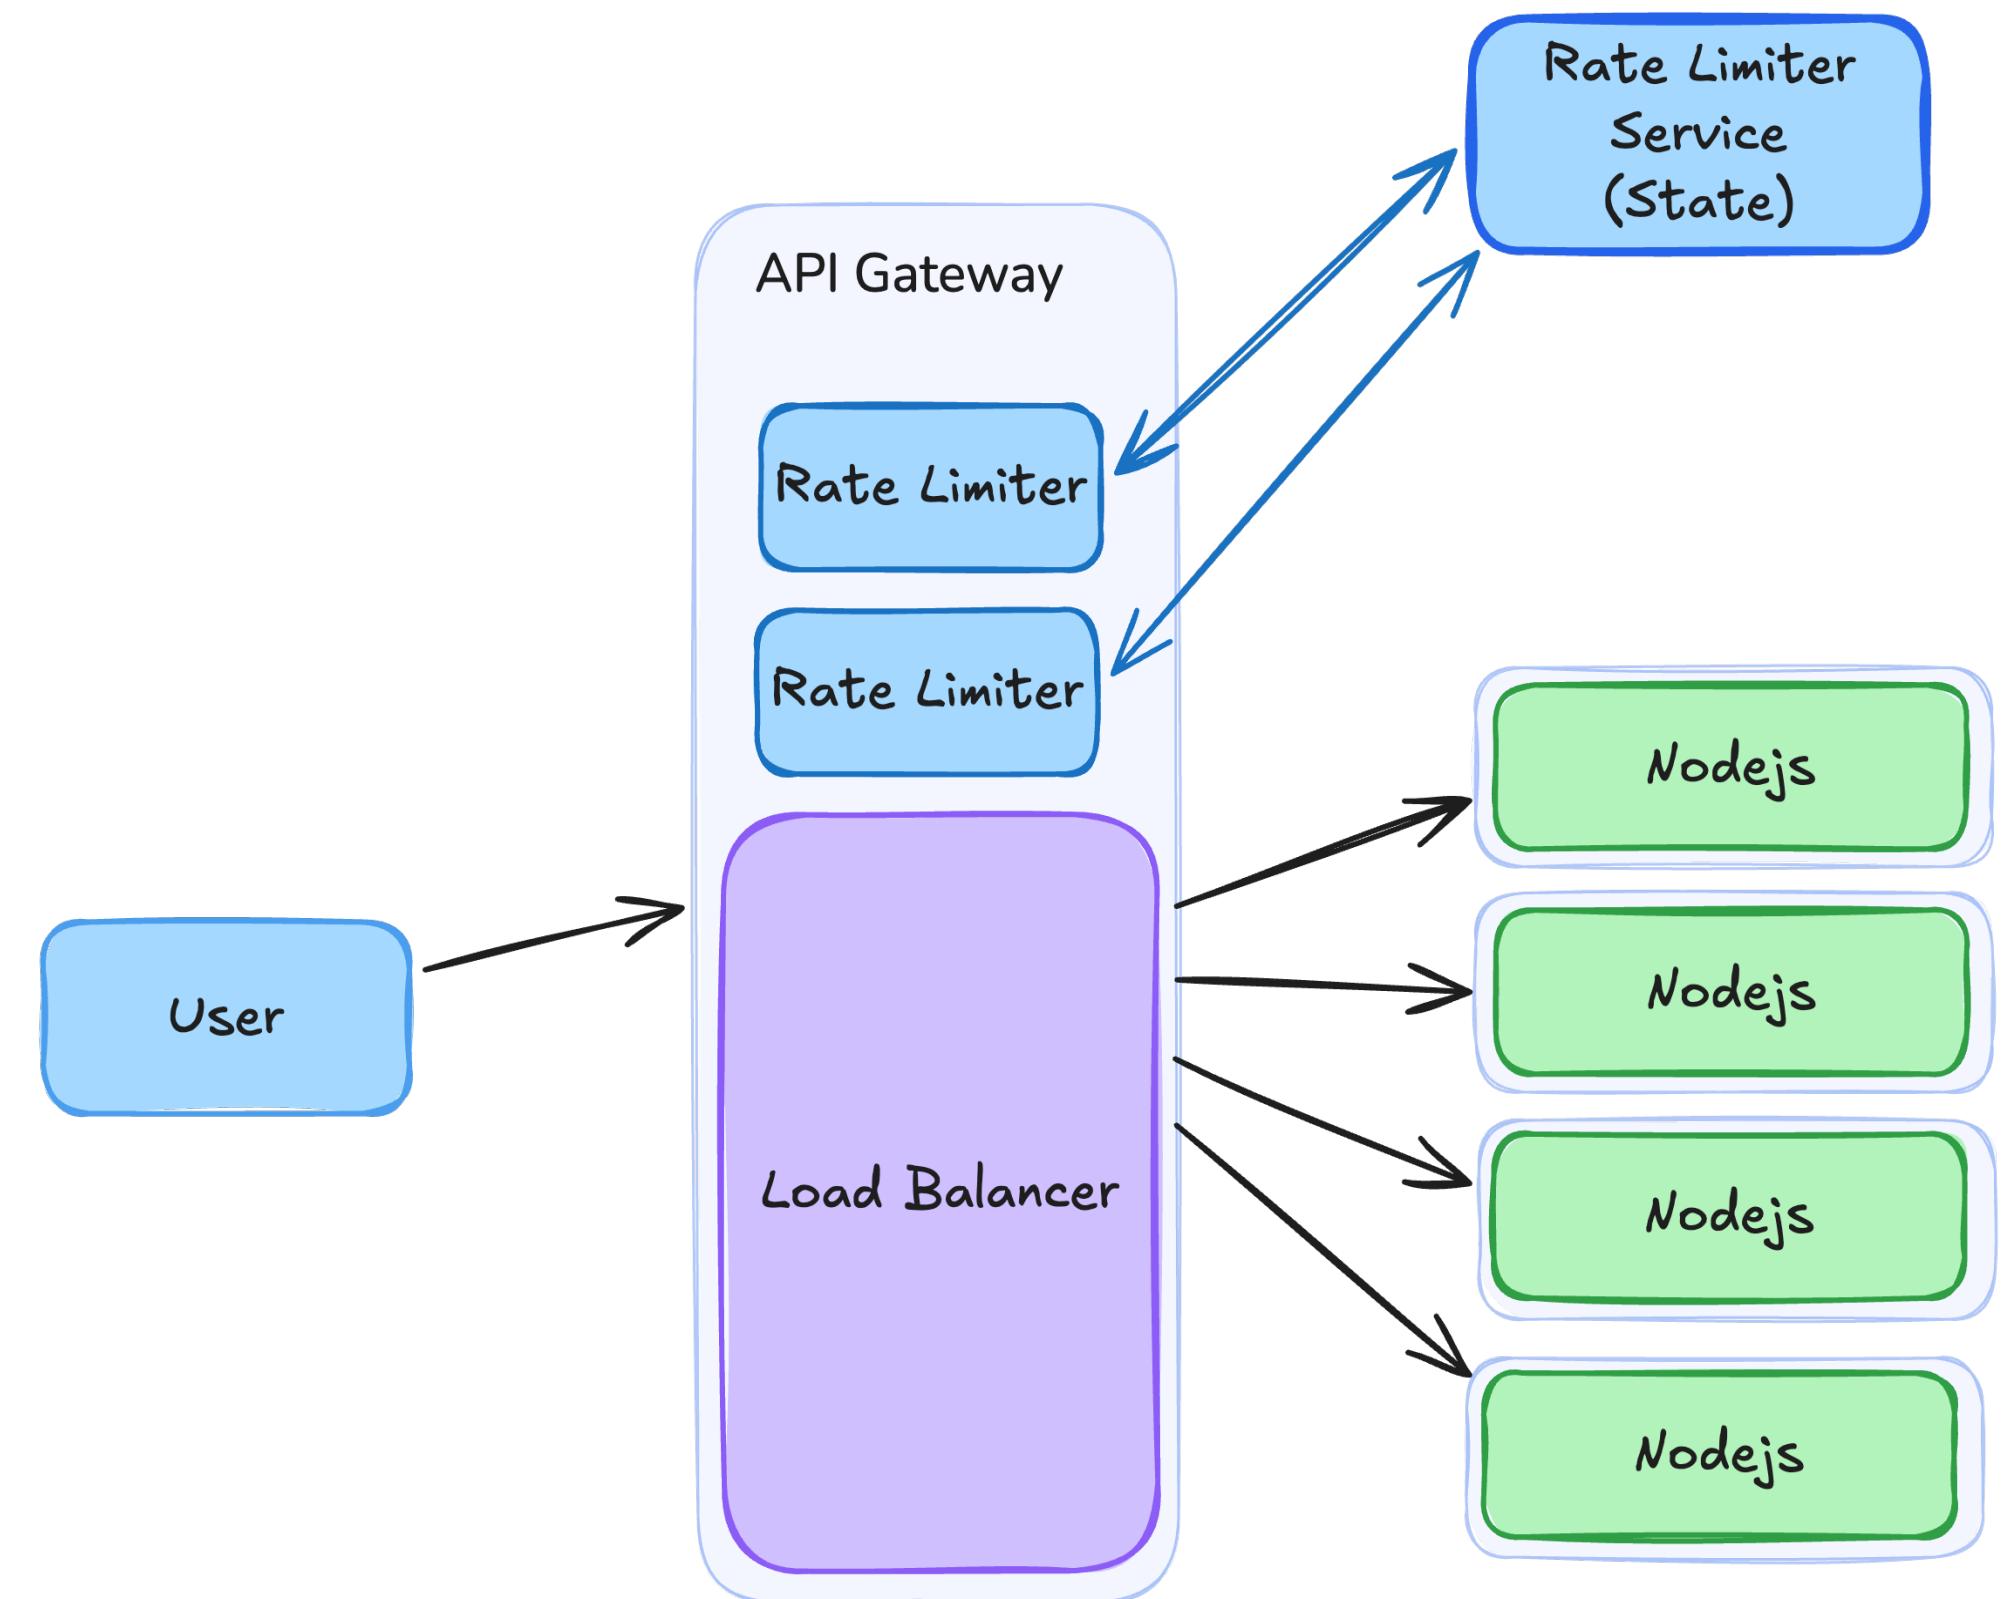 Rate Limiter
Service
(State)
API Gateway
Rate Limiter
Rate Limiter
Nodejs
Nodejs
User
Load Balancer
Nodejs
Nodejs